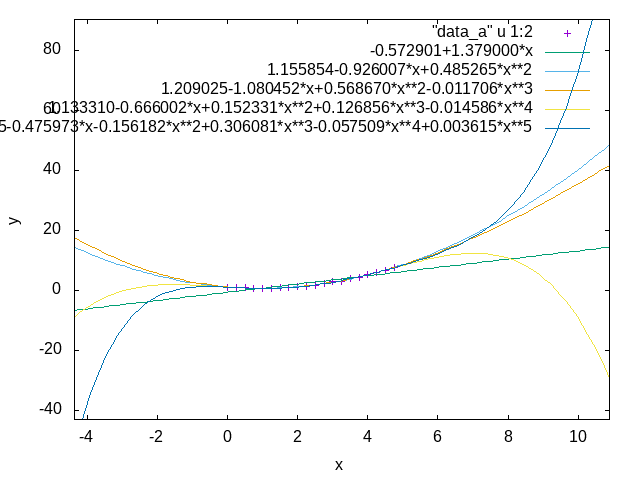 "data_a" u 1:2
-0.572901+1.379000*x
1.155854-0.926007*x+0.485265*x**2
1.209025-1.080452*x+0.568670*x**2-0.011706*x**3
1.133310-0.666002*x+0.152331*x**2+0.126856*x**3-0.014586*x**4
5-0.475973*x-0.156182*x**2+0.306081*x**3-0.057509*x**4+0.003615*x**5
80
60
40
20
0
-20
-40
y
-4 -2 0 2 4 6 8 10
x